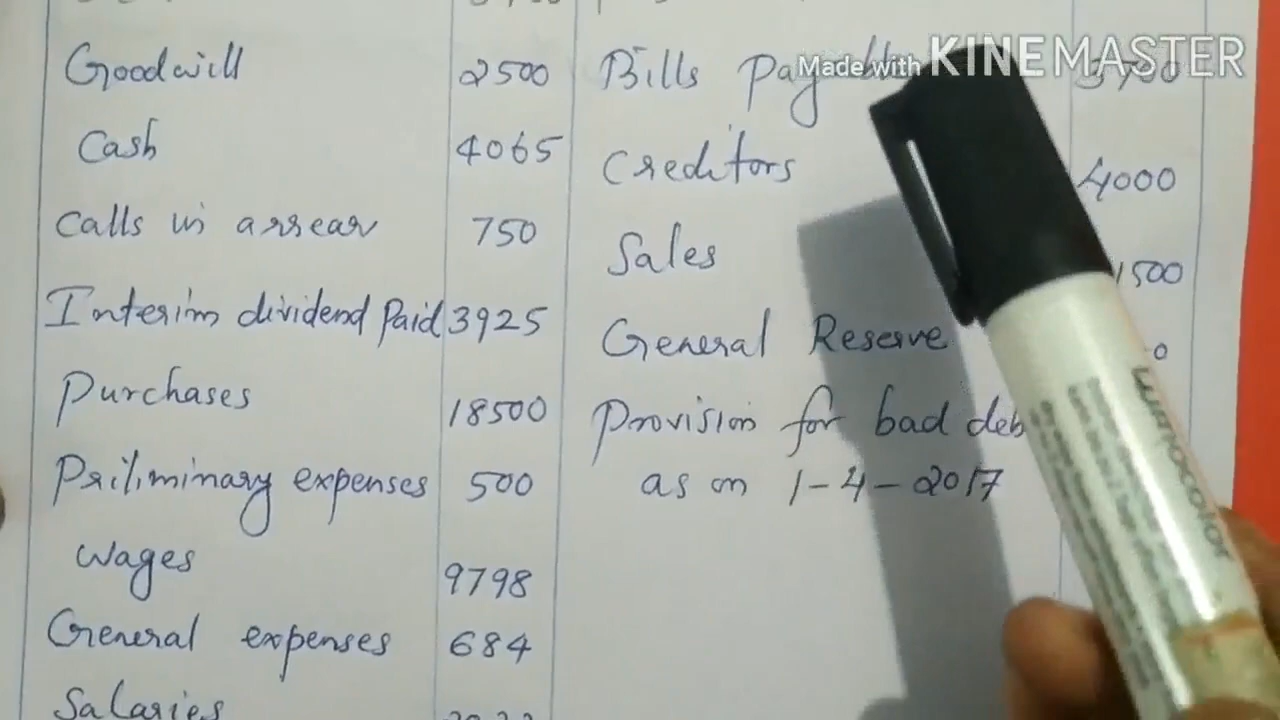 Goodwill 2500 Bills
Made with KINEMASTER
Cash 4065 Creditors 4000
Calls in arrear 750 Sales 1500
Interim dividend Paid 3925 General Reserve
Purchases 18500 Provision for bad deb
Priliminary expenses 500 as on 1-4-2017
Wages 9798
General expenses 684
Salaries